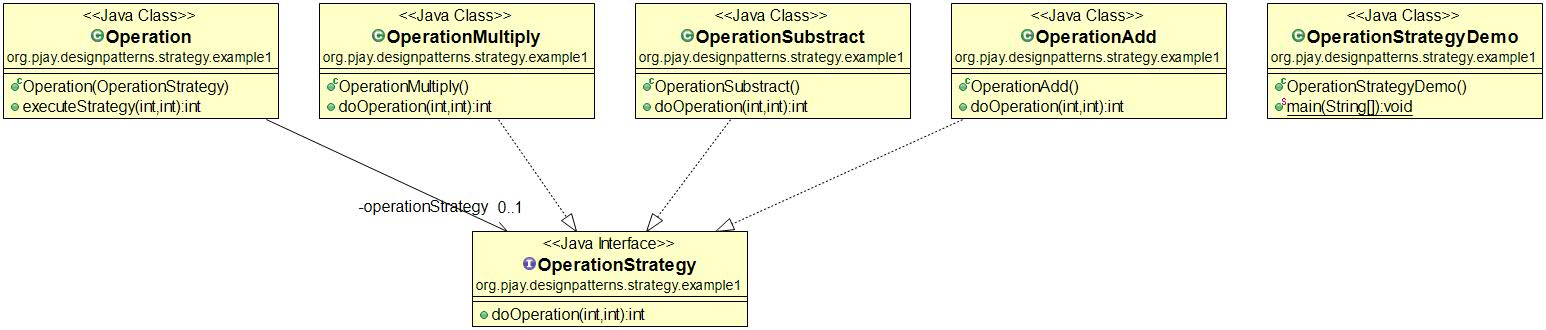 <<Java Class>>
Operation
org.pjay.designpatterns.strategy.example1
Operation(OperationStrategy)
executeStrategy(int,int):int
<<Java Class>>
OperationMultiply
org.pjay.designpatterns.strategy.example1
OperationMultiply()
doOperation(int,int):int
<<Java Class>>
OperationSubstract
org.pjay.designpatterns.strategy.example1
OperationSubstract()
doOperation(int,int):int
<<Java Class>>
OperationAdd
org.pjay.designpatterns.strategy.example1
OperationAdd()
doOperation(int,int):int
<<Java Class>>
OperationStrategyDemo
org.pjay.designpatterns.strategy.example1
OperationStrategyDemo()
main(String[]):void
-operationStrategy 0..1
<<Java Interface>>
OperationStrategy
org.pjay.designpatterns.strategy.example1
doOperation(int,int):int